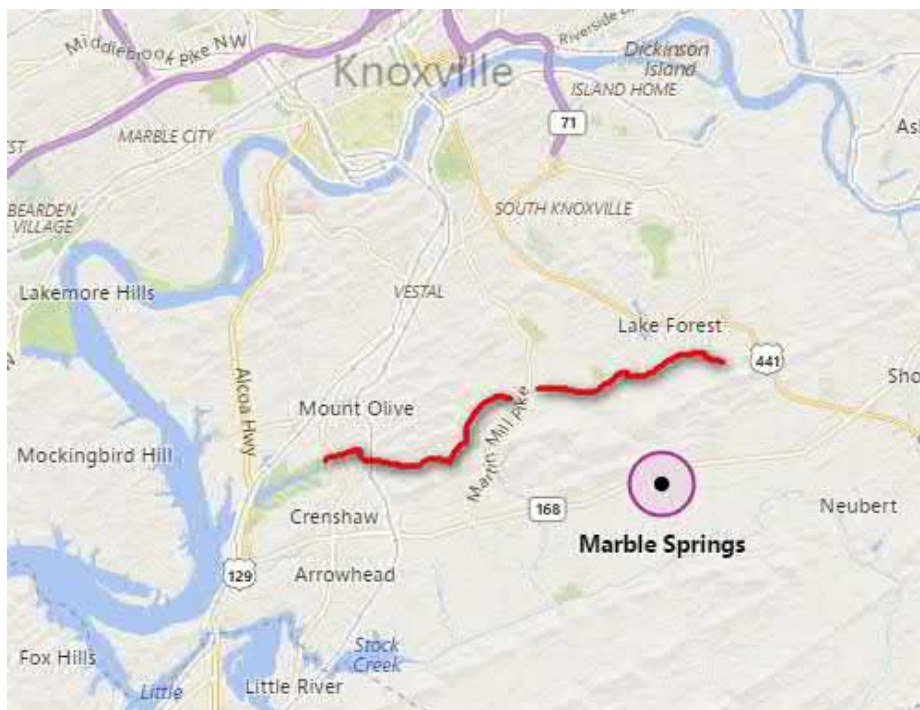 Middlebrook Pike NW
Riverside
Dickinson
Island
Knoxville
ISLAND HOME
71
MARBLE CITY
EST
BEARDEN
VILLAGE
SOUTH KNOXVILLE
Lakemore Hills
VESTAL
Lake Forest
441
Sho
Alcoa Hwy
Mount Olive
Martin Mill Pike
Mockingbird Hill
168
Neubert
Crenshaw
Marble Springs
129
Arrowhead
Fox Hills
Stock
Creek
Little
Little River